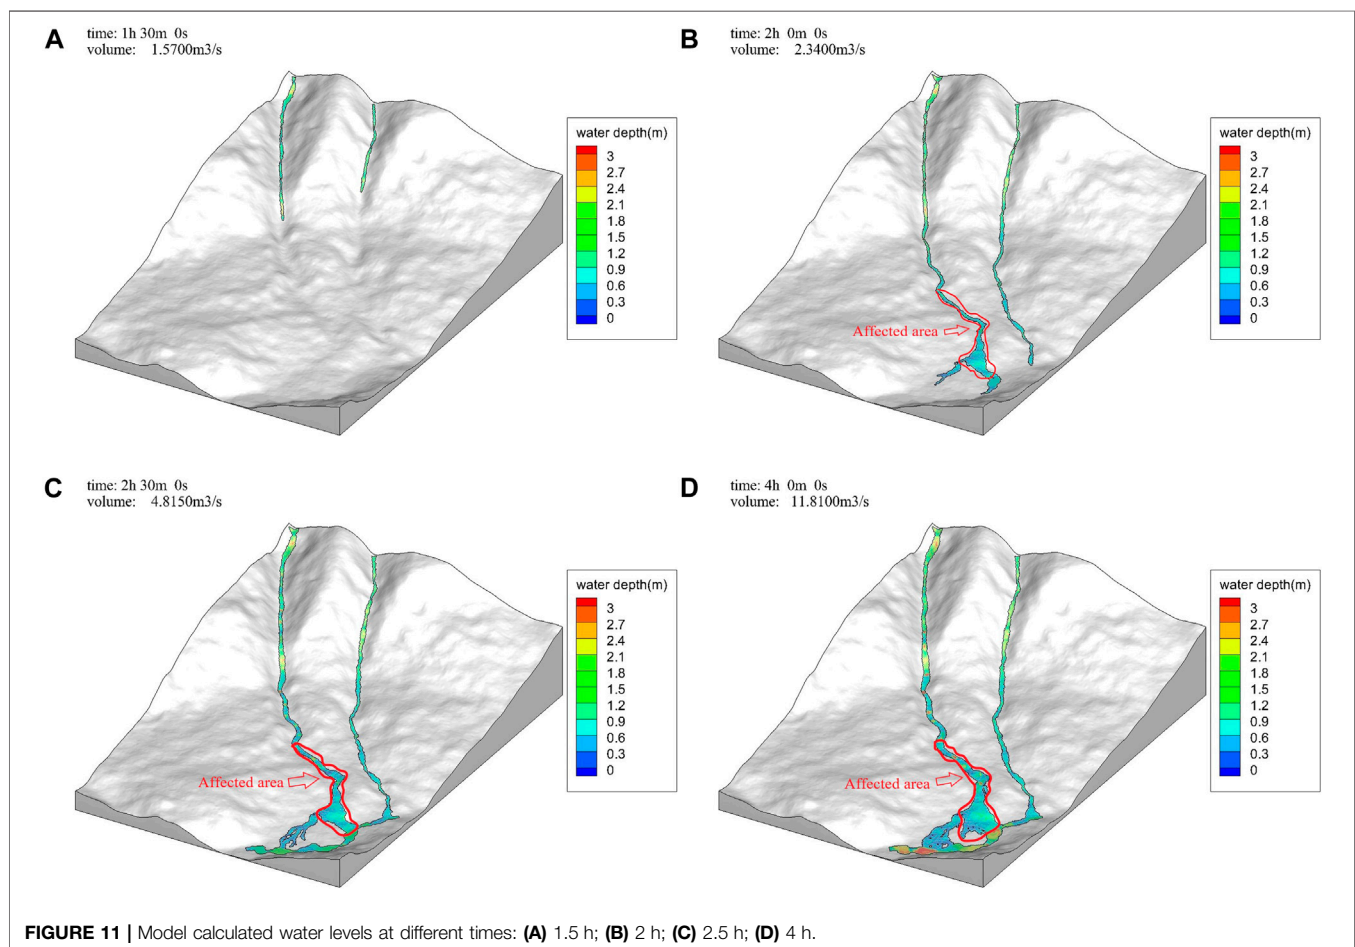 A
time: 1h 30m 0s
volume: 1.5700m3/s
water depth(m)
3
2.7
2.4
2.1
1.8
1.5
1.2
0.9
0.6
0.3
0
B
time: 2h 0m 0s
volume: 2.3400m3/s
Affected area
water depth(m)
3
2.7
2.4
2.1
1.8
1.5
1.2
0.9
0.6
0.3
0
C
time: 2h 30m 0s
volume: 4.8150m3/s
Affected area
water depth(m)
3
2.7
2.4
2.1
1.8
1.5
1.2
0.9
0.6
0.3
0
D
time: 4h 0m 0s
volume: 11.8100m3/s
Affected area
water depth(m)
3
2.7
2.4
2.1
1.8
1.5
1.2
0.9
0.6
0.3
0
FIGURE 11 | Model calculated water levels at different times: (A) 1.5 h; (B) 2 h; (C) 2.5 h; (D) 4 h.